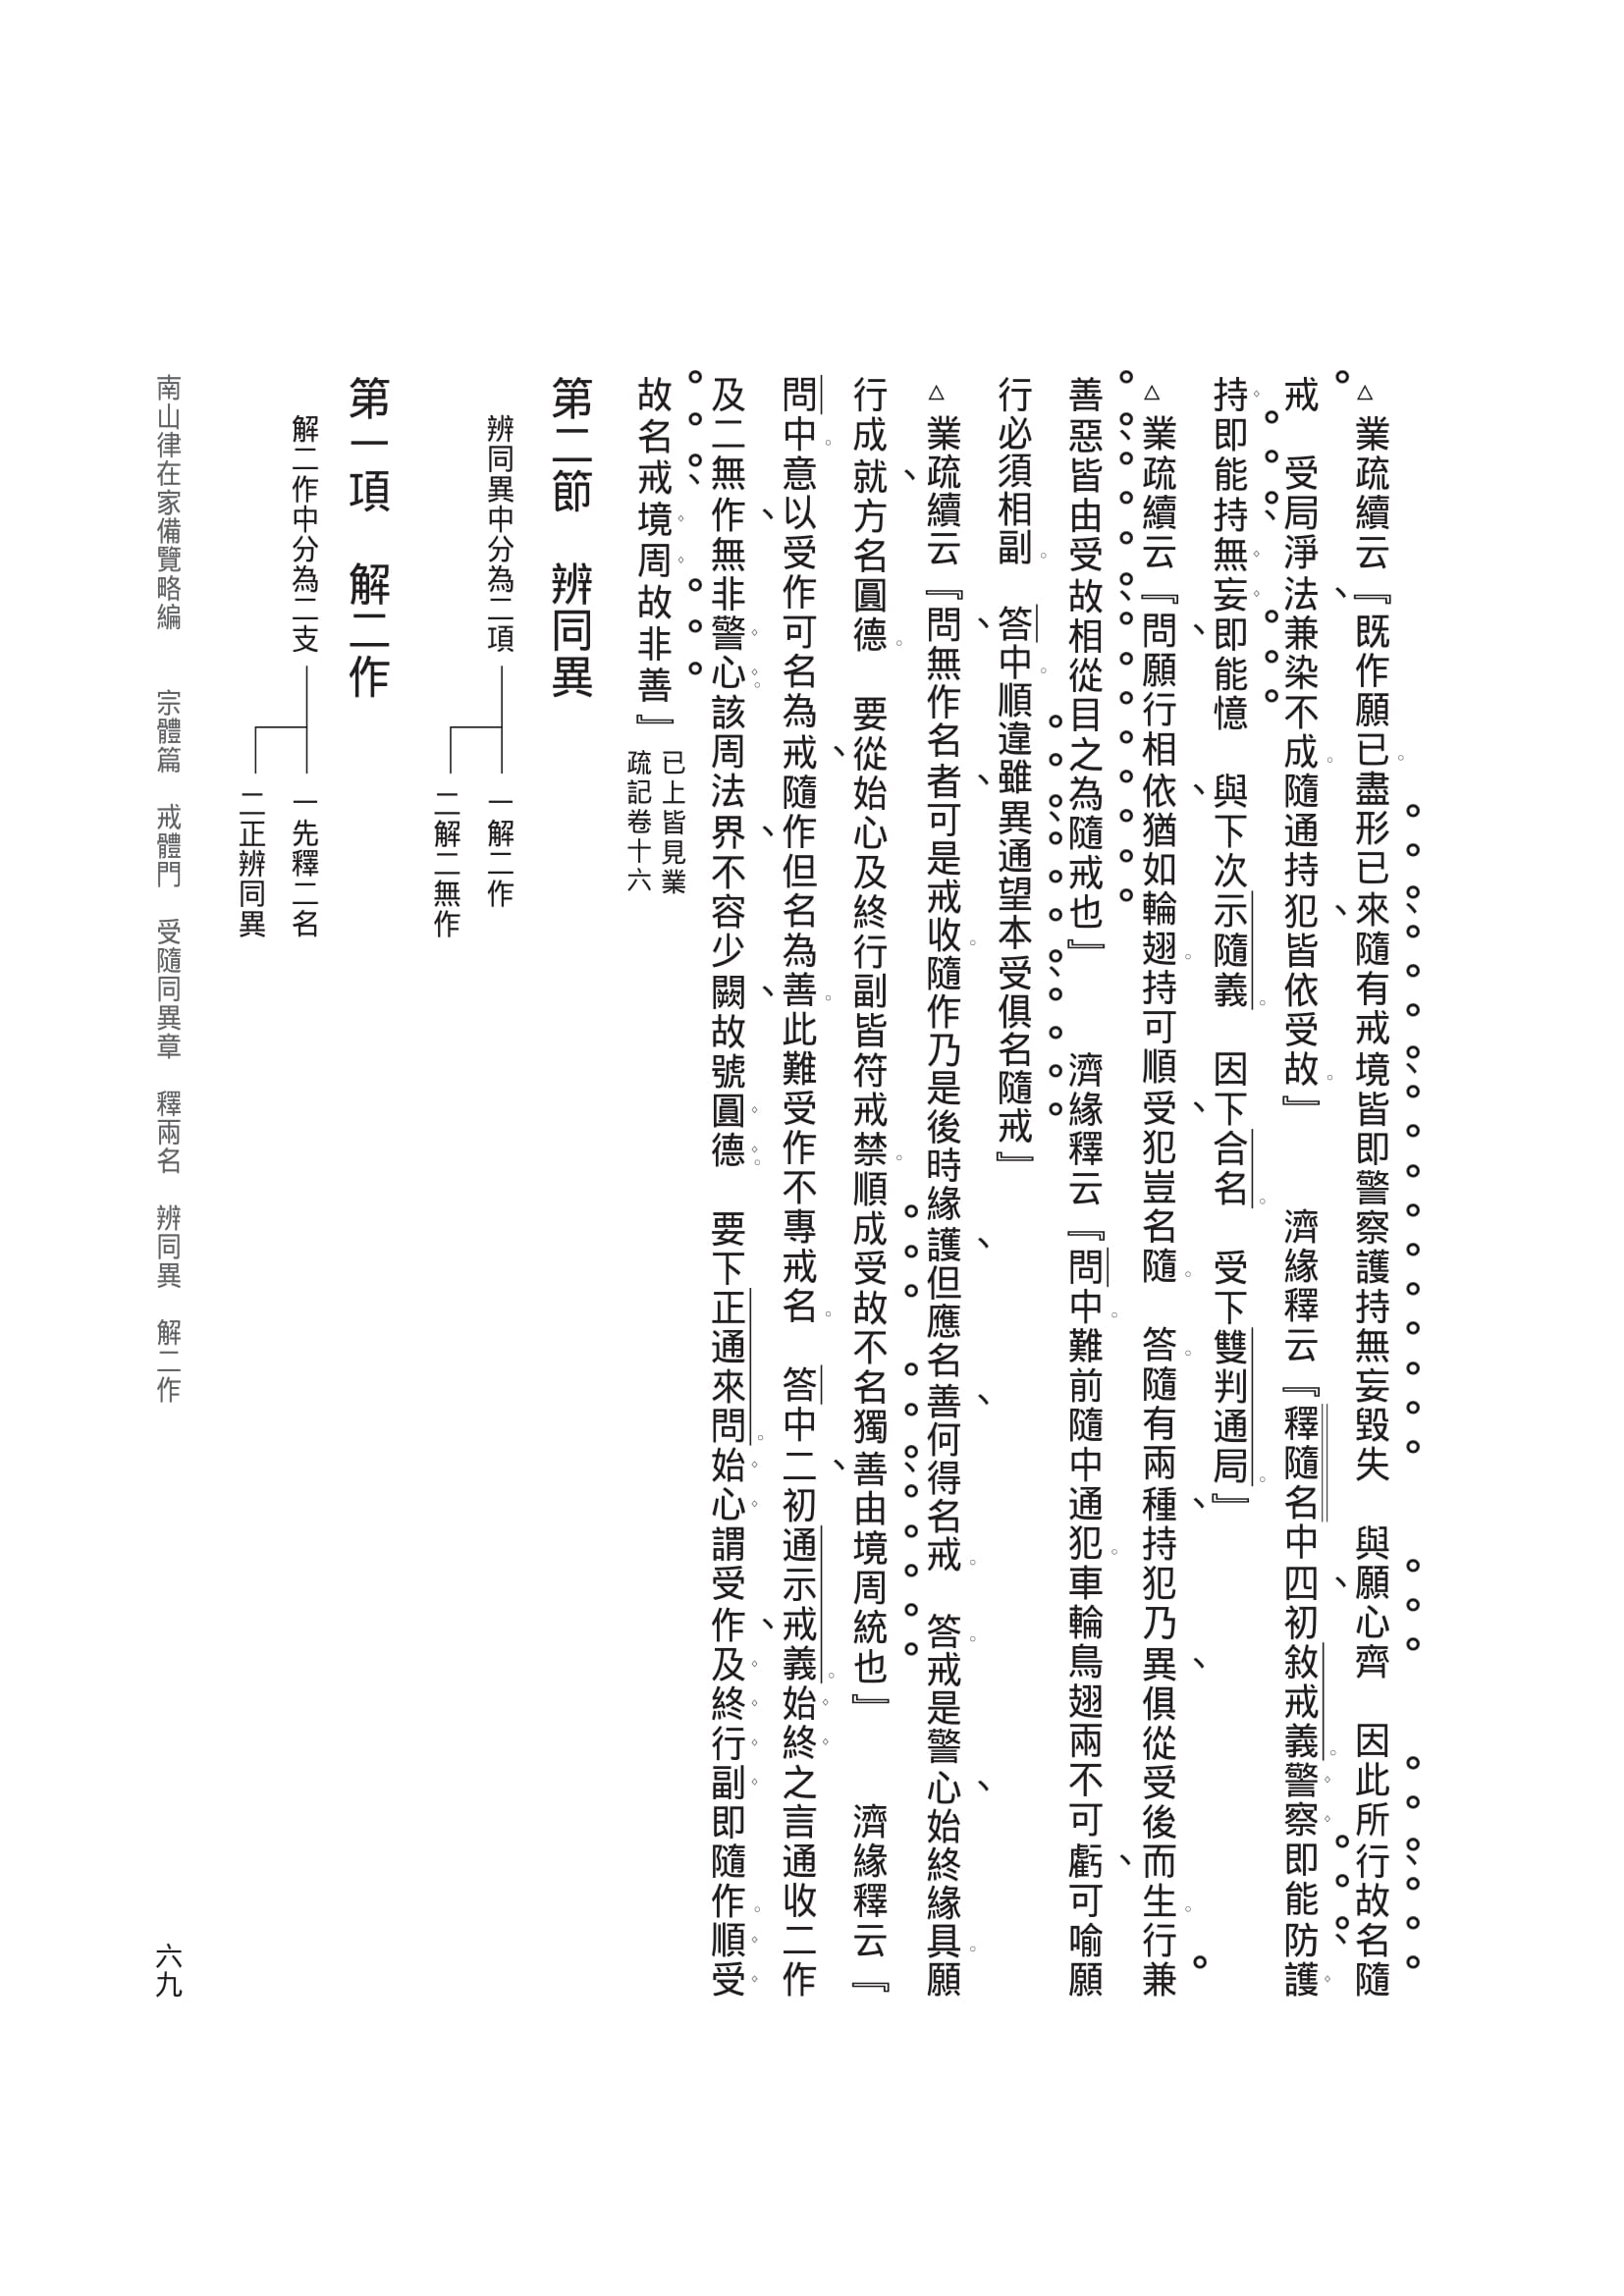 △業疏續云『既作願已盡形已來隨有戒境皆即警察護持無妄毀失　與願心齊　因此所行故名隨
戒　受局淨法兼染不成隨通持犯皆依受故』　　濟緣釋云『釋隨名中四初敘戒義警察即能防護
持即能持無妄即能憶　與下次示隨義　因下合名　受下雙判通局』
△業疏續云『問願行相依猶如輪翅持可順受犯豈名隨　答隨有兩種持犯乃異俱從受後而生行兼
善惡皆由受故相從目之為隨戒也』　　濟緣釋云『問中難前隨中通犯車輪鳥翅兩不可虧可喻願
行必須相副　答中順違雖異通望本受俱名隨戒』
△業疏續云『問無作名者可是戒收隨作乃是後時緣護但應名善何得名戒　答戒是警心始終緣具願
行成就方名圓德　要從始心及終行副皆符戒禁順成受故不名獨善由境周統也』　　濟緣釋云『
問中意以受作可名為戒隨作但名為善此難受作不專戒名　答中二初通示戒義始終之言通收二作
及二無作無非警心該周法界不容少闕故號圓德　要下正通來問始心謂受作及終行副即隨作順受
故名戒境周故非善』已上皆見業
疏記卷十六
第二節　辨同異
辨同異中分為二項
一解二作
二解二無作
第一項　解二作
解二作中分為二支
一先釋二名
二正辨同異
南山律在家備覽略編　　宗體篇　戒體門　受隨同異章　釋兩名　辨同異　解二作
六九